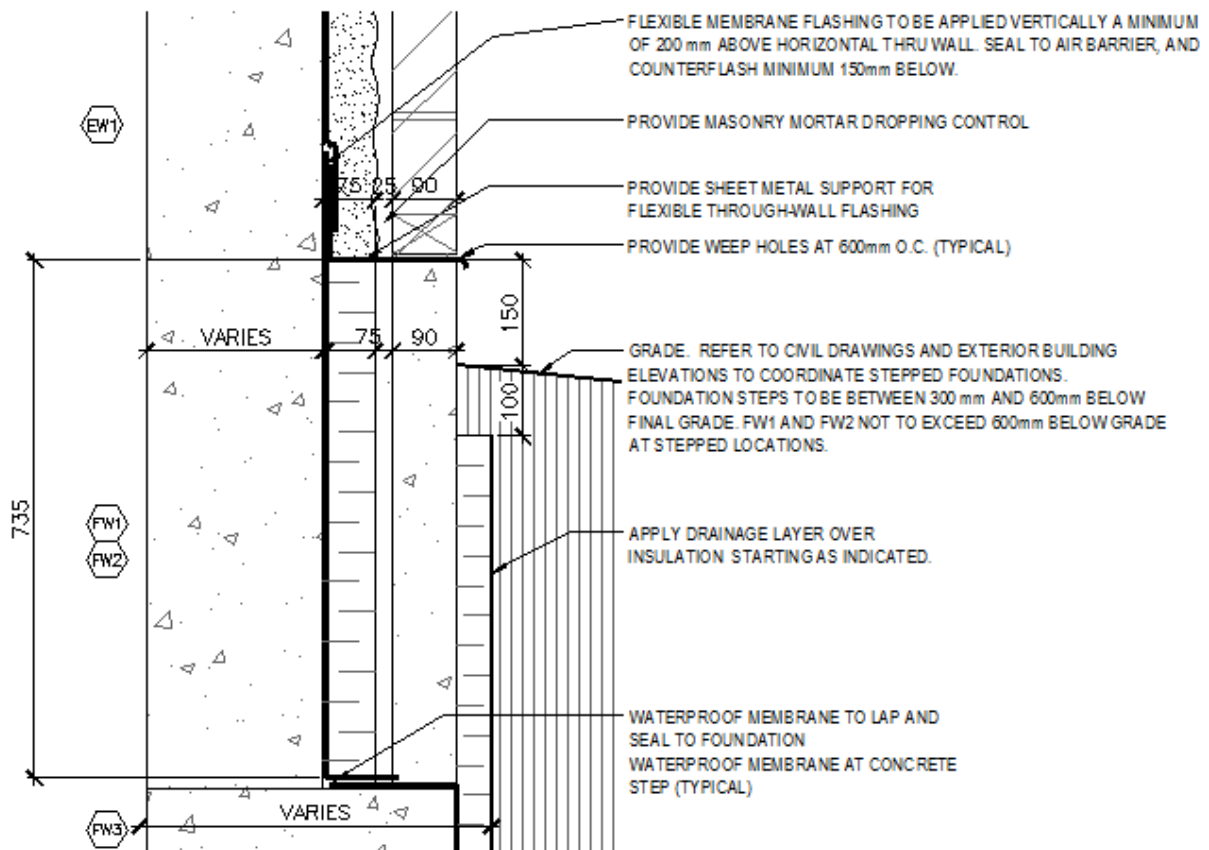 FLEXIBLE MEMBRANE FLASHING TO BE APPLIED VERTICALLY A MINIMUM
OF 200 mm ABOVE HORIZONTAL THRU WALL. SEAL TO AIR BARRIER, AND
COUNTERFLASH MINIMUM 150mm BELOW.
EW1
PROVIDE MASONRY MORTAR DROPPING CONTROL
75 25 90
PROVIDE SHEET METAL SUPPORT FOR
FLEXIBLE THROUGH-WALL FLASHING
PROVIDE WEEP HOLES AT 600mm O.C. (TYPICAL)
150
VARIES 75 90
GRADE. REFER TO CIVIL DRAWINGS AND EXTERIOR BUILDING
ELEVATIONS TO COORDINATE STEPPED FOUNDATIONS.
FOUNDATION STEPS TO BE BETWEEN 300 mm AND 600mm BELOW
FINAL GRADE. FW1 AND FW2 NOT TO EXCEED 600mm BELOW GRADE
AT STEPPED LOCATIONS.
100
735
FW1
FW2
APPLY DRAINAGE LAYER OVER
INSULATION STARTING AS INDICATED.
WATERPROOF MEMBRANE TO LAP AND
SEAL TO FOUNDATION
WATERPROOF MEMBRANE AT CONCRETE
STEP (TYPICAL)
VARIES
FW3